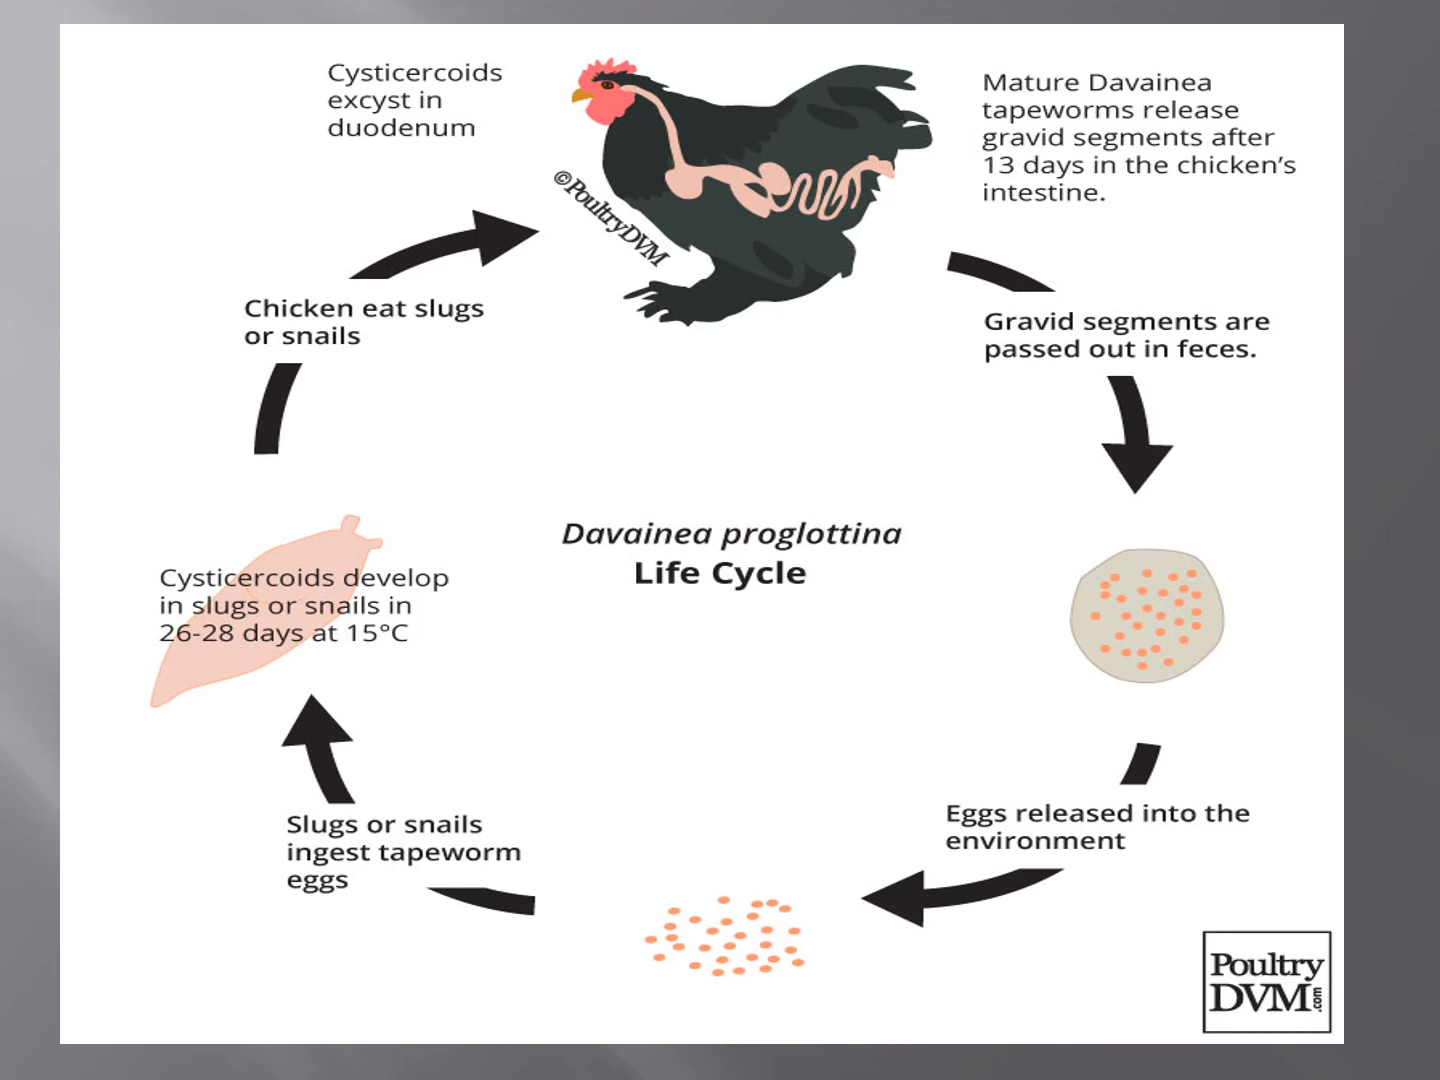 Cysticercoids
excyst in
duodenum
Mature Davainea
tapeworms release
gravid segments after
13 days in the chicken's
intestine.
©PoultryDVM
Chicken eat slugs
or snails
Gravid segments are
passed out in feces.
Davainea proglottina
Life Cycle
Cysticercoids develop
in slugs or snails in
26-28 days at 15°C
Slugs or snails
ingest tapeworm
eggs
Eggs released into the
environment
Poultry
DVM.com